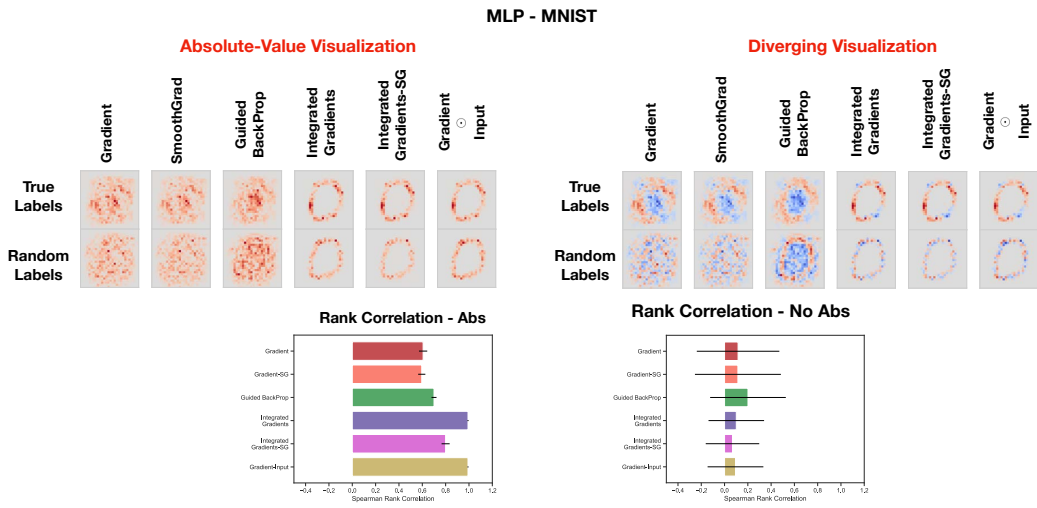 MLP - MNIST
Absolute-Value Visualization
Gradient
SmoothGrad
Guided
BackProp
Integrated
Gradients
Integrated
Gradients-SG
Gradient
⊙
Input
True
Labels
Random
Labels
Diverging Visualization
Gradient
SmoothGrad
Guided
BackProp
Integrated
Gradients
Integrated
Gradients-SG
Gradient
⊙
Input
True
Labels
Random
Labels
Rank Correlation - Abs
Gradient
Gradient-SG
Guided BackProp
Integrated
Gradients
Integrated
Gradients-SG
Gradient-Input
−0,4 −0,2 0,0 0,2 0,4 0,6 0,8 1,0 1,2
Spearman Rank Correlation
Rank Correlation - No Abs
Gradient
Gradient-SG
Guided BackProp
Integrated
Gradients
Integrated
Gradients-SG
Gradient-Input
−0,4 −0,2 0,0 0,2 0,4 0,6 0,8 1,0 1,2
Spearman Rank Correlation